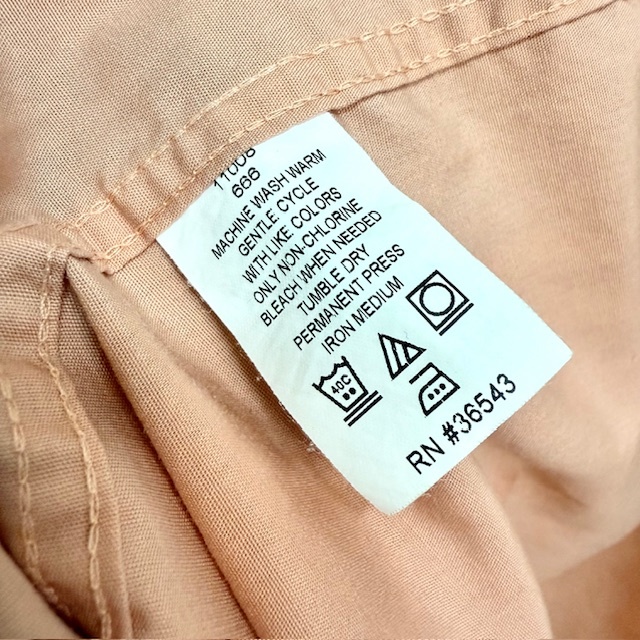 11008
666
MACHINE WASH WARM
GENTLE CYCLE
WITH LIKE COLORS
ONLY NON-CHLORINE
BLEACH WHEN NEEDED
TUMBLE DRY
PERMANENT PRESS
IRON MEDIUM
40C
RN #36543